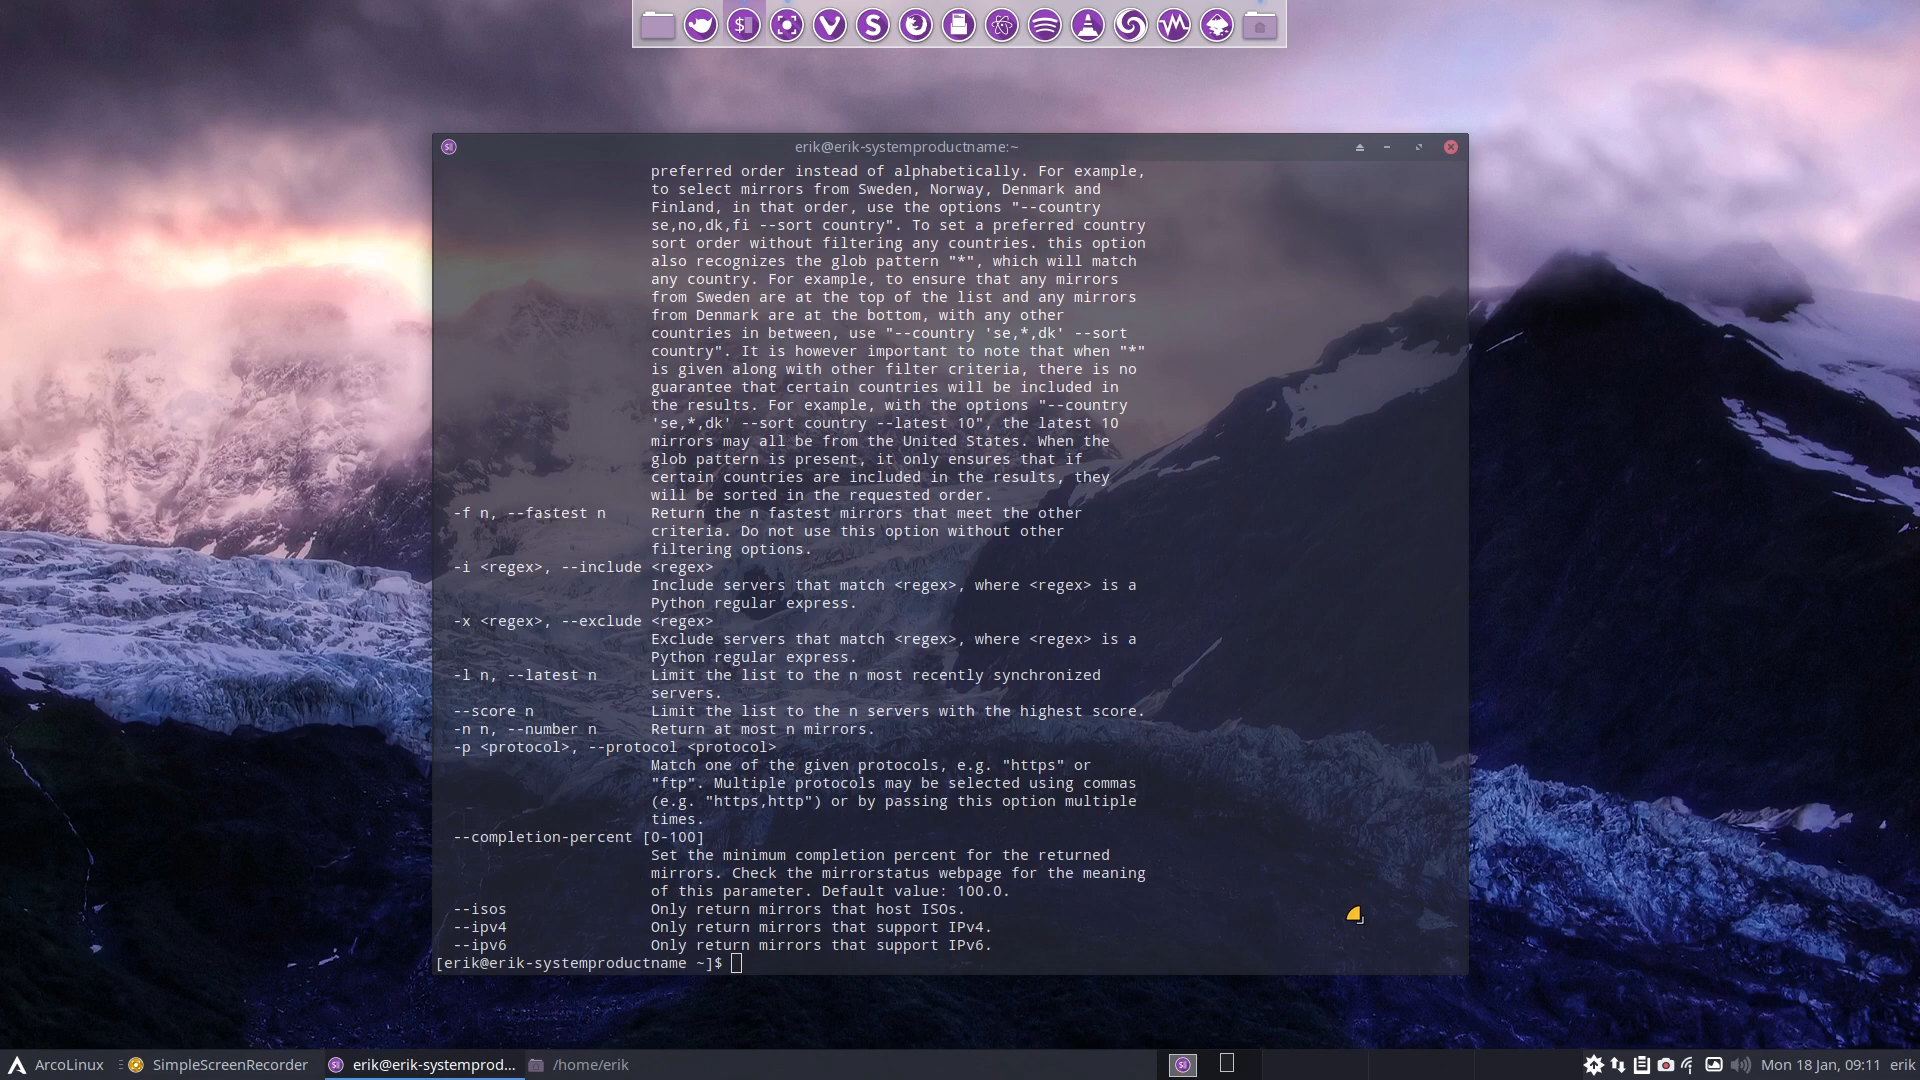 erik@erik-systemproductname:~
preferred order instead of alphabetically. For example,
to select mirrors from Sweden, Norway, Denmark and
Finland, in that order, use the options "--country
se,no,dk,fi --sort country". To set a preferred country
sort order without filtering any countries. this option
also recognizes the glob pattern "*", which will match
any country. For example, to ensure that any mirrors
from Sweden are at the top of the list and any mirrors
from Denmark are at the bottom, with any other
countries in between, use "--country 'se,*,dk' --sort
country". It is however important to note that when "*"
is given along with other filter criteria, there is no
guarantee that certain countries will be included in
the results. For example, with the options "--country
'se,*,dk' --sort country --latest 10", the latest 10
mirrors may all be from the United States. When the
glob pattern is present, it only ensures that if
certain countries are included in the results, they
will be sorted in the requested order.
-f n, --fastest n     Return the n fastest mirrors that meet the other
criteria. Do not use this option without other
filtering options.
-i <regex>, --include <regex>
Include servers that match <regex>, where <regex> is a
Python regular express.
-x <regex>, --exclude <regex>
Exclude servers that match <regex>, where <regex> is a
Python regular express.
-l n, --latest n      Limit the list to the n most recently synchronized
servers.
--score n             Limit the list to the n servers with the highest score.
-n n, --number n      Return at most n mirrors.
-p <protocol>, --protocol <protocol>
Match one of the given protocols, e.g. "https" or
"ftp". Multiple protocols may be selected using commas
(e.g. "https,http") or by passing this option multiple
times.
--completion-percent [0-100]
Set the minimum completion percent for the returned
mirrors. Check the mirrorstatus webpage for the meaning
of this parameter. Default value: 100.0.
--isos                Only return mirrors that host ISOs.
--ipv4                Only return mirrors that support IPv4.
--ipv6                Only return mirrors that support IPv6.
[erik@erik-systemproductname ~]$
ArcoLinux SimpleScreenRecorder erik@erik-systemprod... /home/erik Mon 18 Jan, 09:11 erik